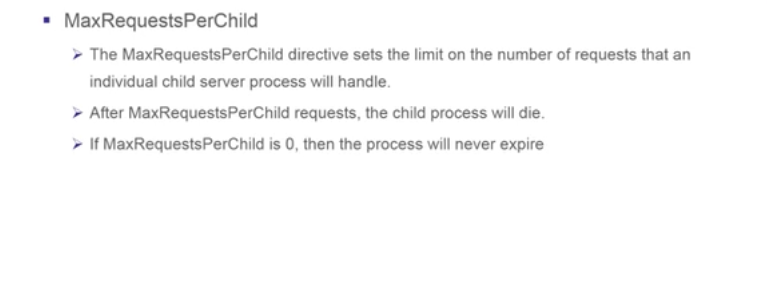 MaxRequestsPerChild
The MaxRequestsPerChild directive sets the limit on the number of requests that an
individual child server process will handle.
After MaxRequestsPerChild requests, the child process will die.
If MaxRequestsPerChild is 0, then the process will never expire